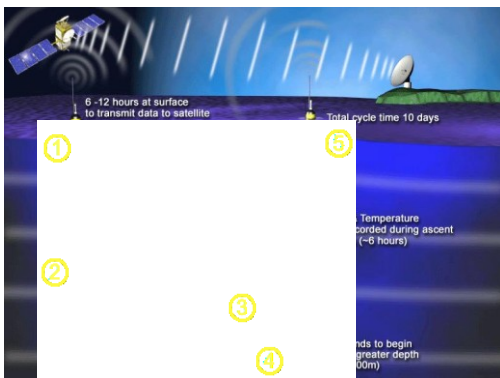 6 -12 hours at surface
to transmit data to satellite
Total cycle time 10 days
①
⑤
Temperature
corded during ascent
(~6 hours)
②
③
④
nds to begin
greater depth
00m)